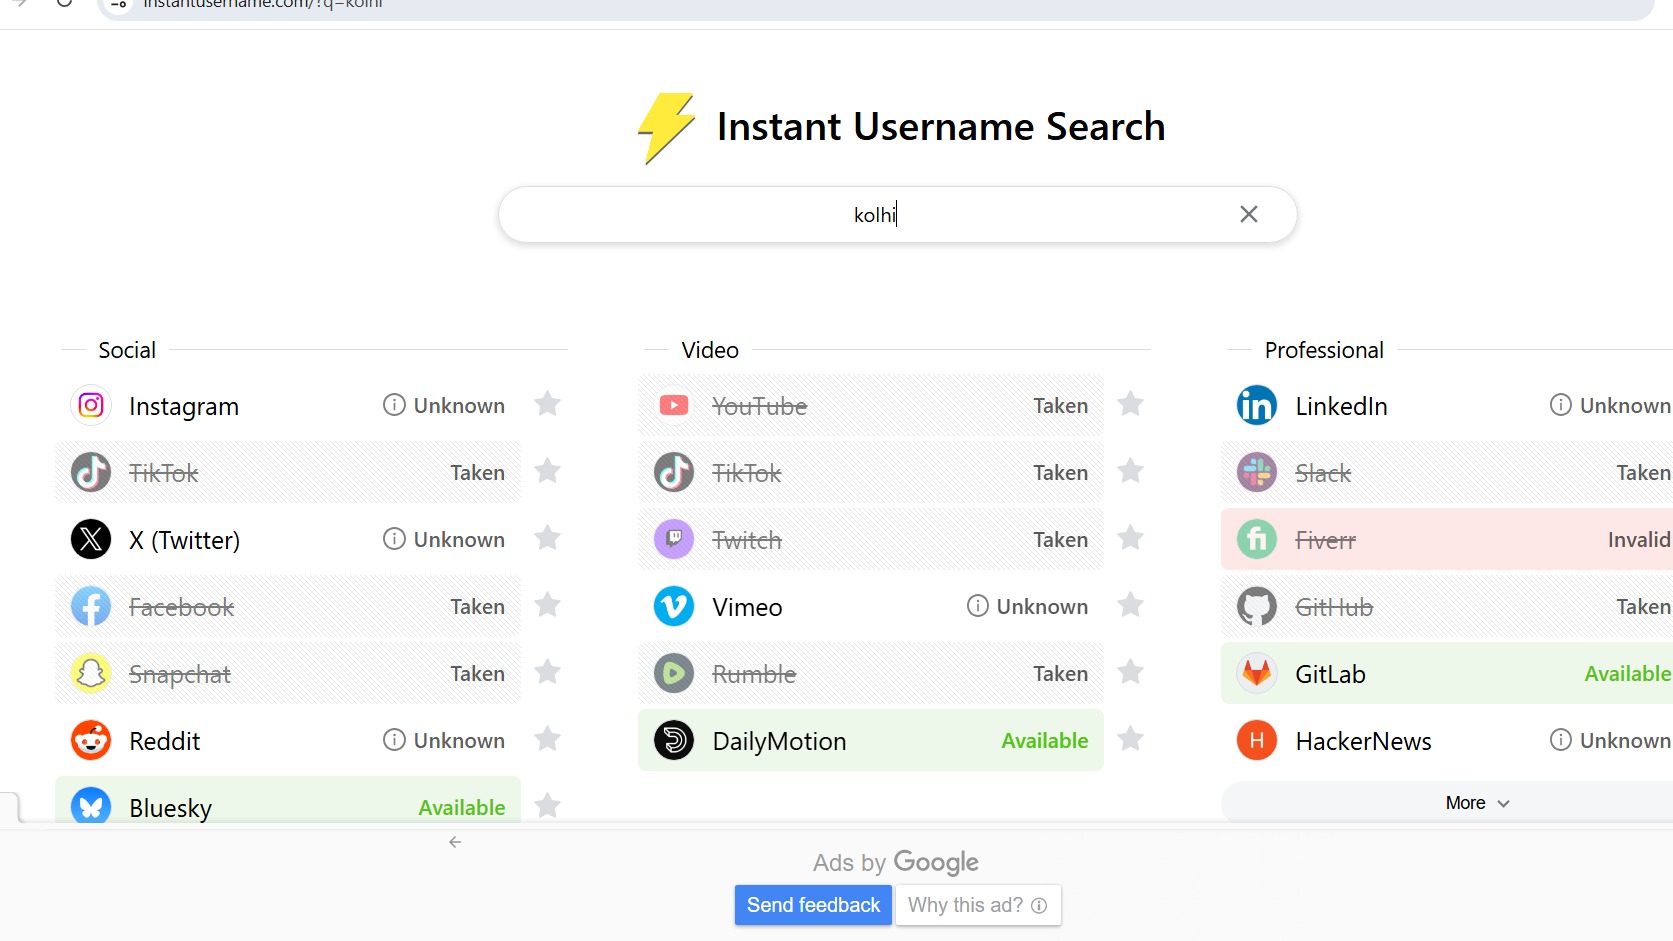 instantusername.com/?q=kolhi
Instant Username Search
kolhi
Social
Instagram Unknown
TikTok Taken
X (Twitter) Unknown
Facebook Taken
Snapchat Taken
Reddit Unknown
Bluesky Available
Video
YouTube Taken
TikTok Taken
Twitch Taken
Vimeo Unknown
Rumble Taken
DailyMotion Available
Professional
LinkedIn Unknown
Slack Taken
Fiverr Invalid
GitHub Taken
GitLab Available
H HackerNews Unknown
More
Ads by Google
Send feedback
Why this ad?